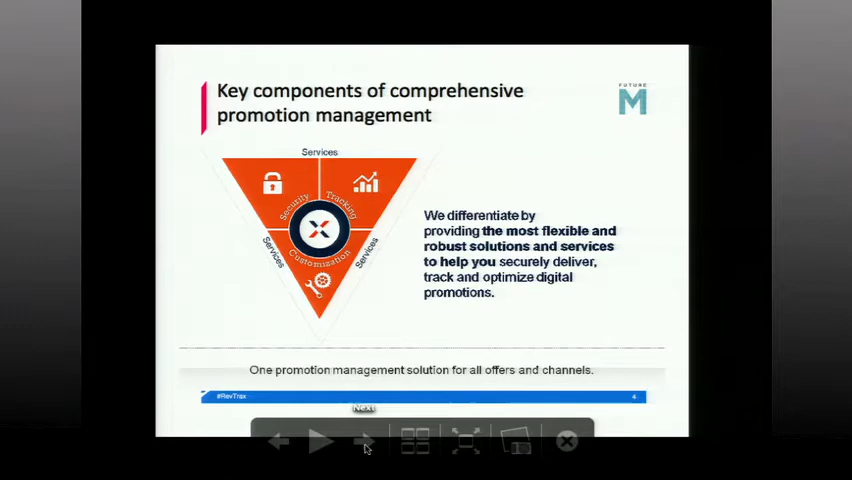 Key components of comprehensive
promotion management
FUTURE
M
Services
Security
Tracking
Customization
Services
Services
We differentiate by
providing the most flexible and
robust solutions and services
to help you securely deliver,
track and optimize digital
promotions.
One promotion management solution for all offers and channels.
#RevTrax
4
Next